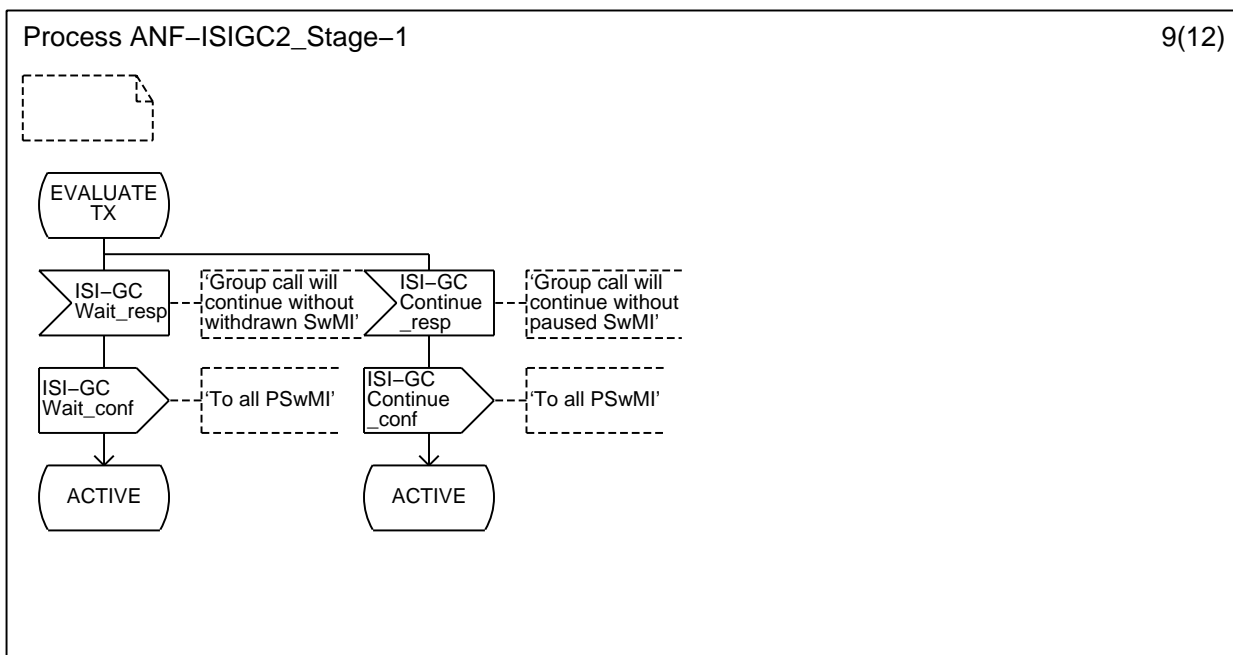 Process ANF−ISIGC2_Stage−1
9(12)
EVALUATE
TX
ISI−GC
Wait_resp
‘Group call will
continue without
withdrawn SwMI’
ISI−GC
Continue
_resp
‘Group call will
continue without
paused SwMI’
ISI−GC
Wait_conf
‘To all PSwMI’
ISI−GC
Continue
_conf
‘To all PSwMI’
ACTIVE
ACTIVE